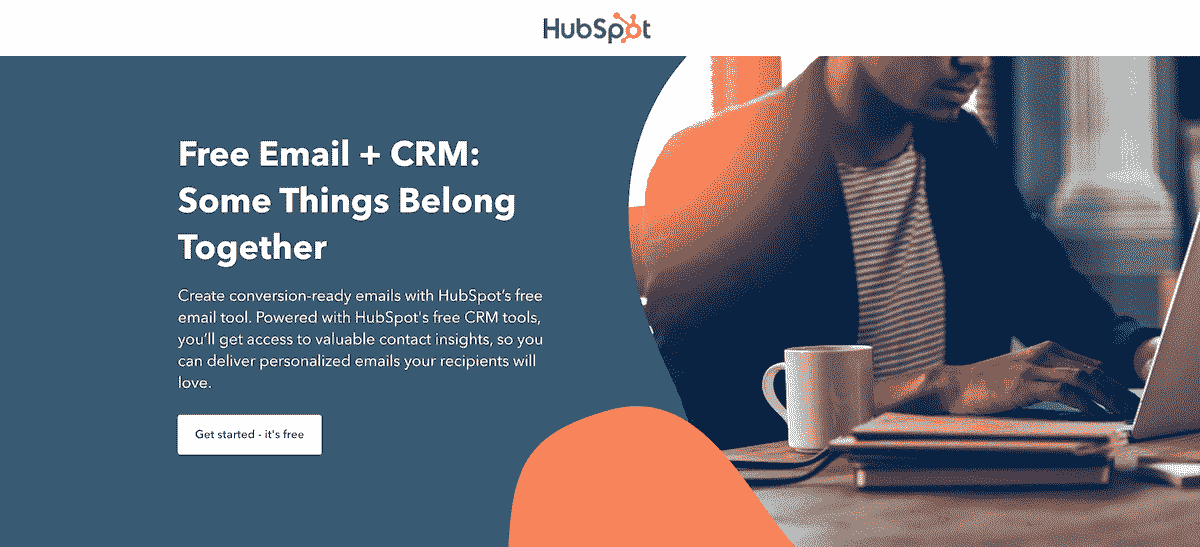 HubSpot
Free Email + CRM:
Some Things Belong
Together
Create conversion-ready emails with HubSpot’s free
email tool. Powered with HubSpot's free CRM tools,
you’ll get access to valuable contact insights, so you
can deliver personalized emails your recipients will
love.
Get started - it's free